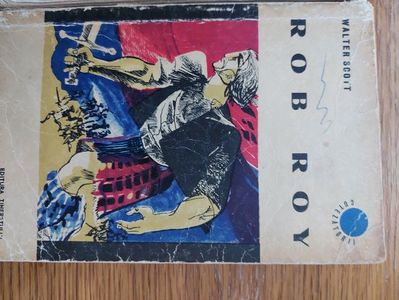 WALTER SCOTT
ROB ROY
EDITURA TINERETULUI